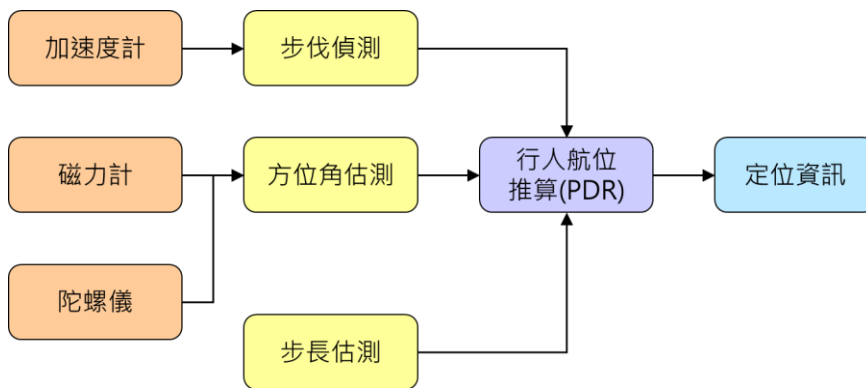 加速度計
步伐偵測
磁力計
方位角估測
行人航位
推算(PDR)
定位資訊
陀螺儀
步長估測